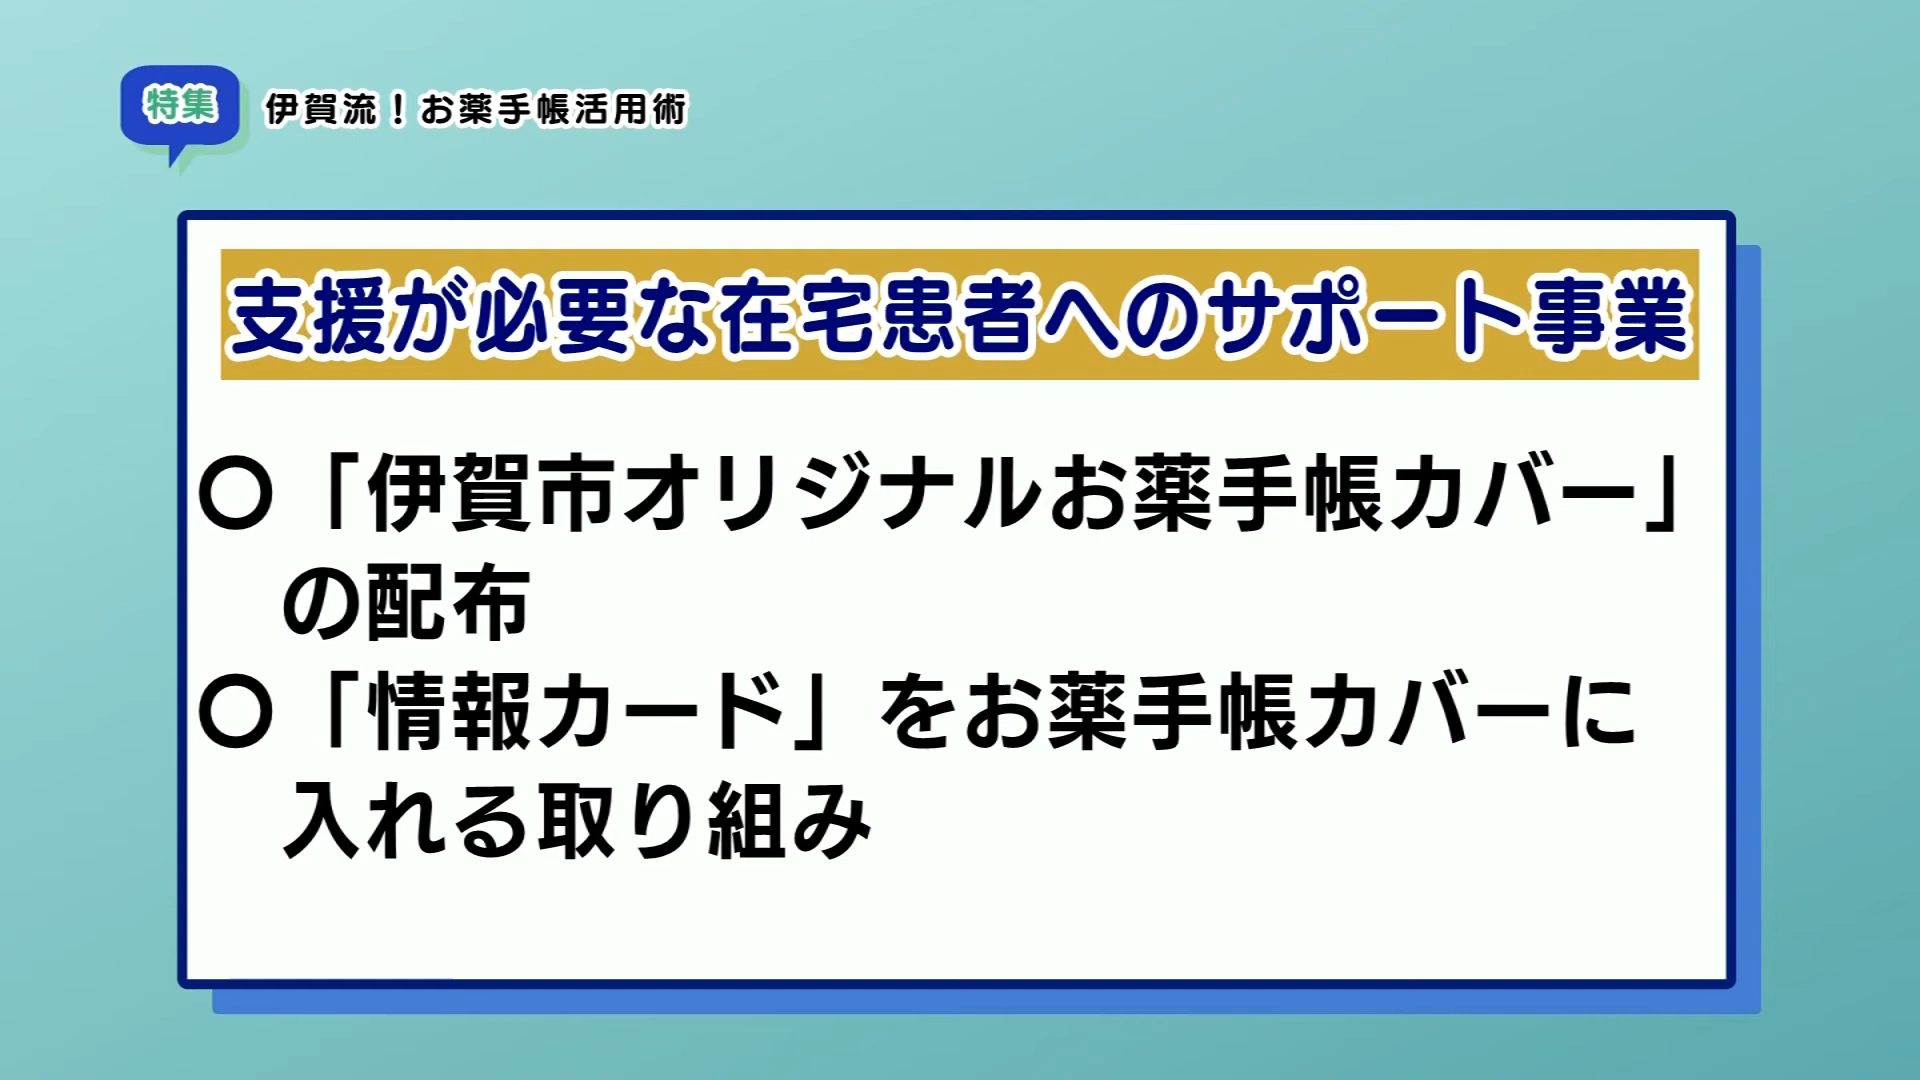 特集
伊賀流！お薬手帳活用術
支援が必要な在宅患者へのサポート事業
〇「伊賀市オリジナルお薬手帳カバー」
の配布
〇「情報カード」をお薬手帳カバーに
入れる取り組み